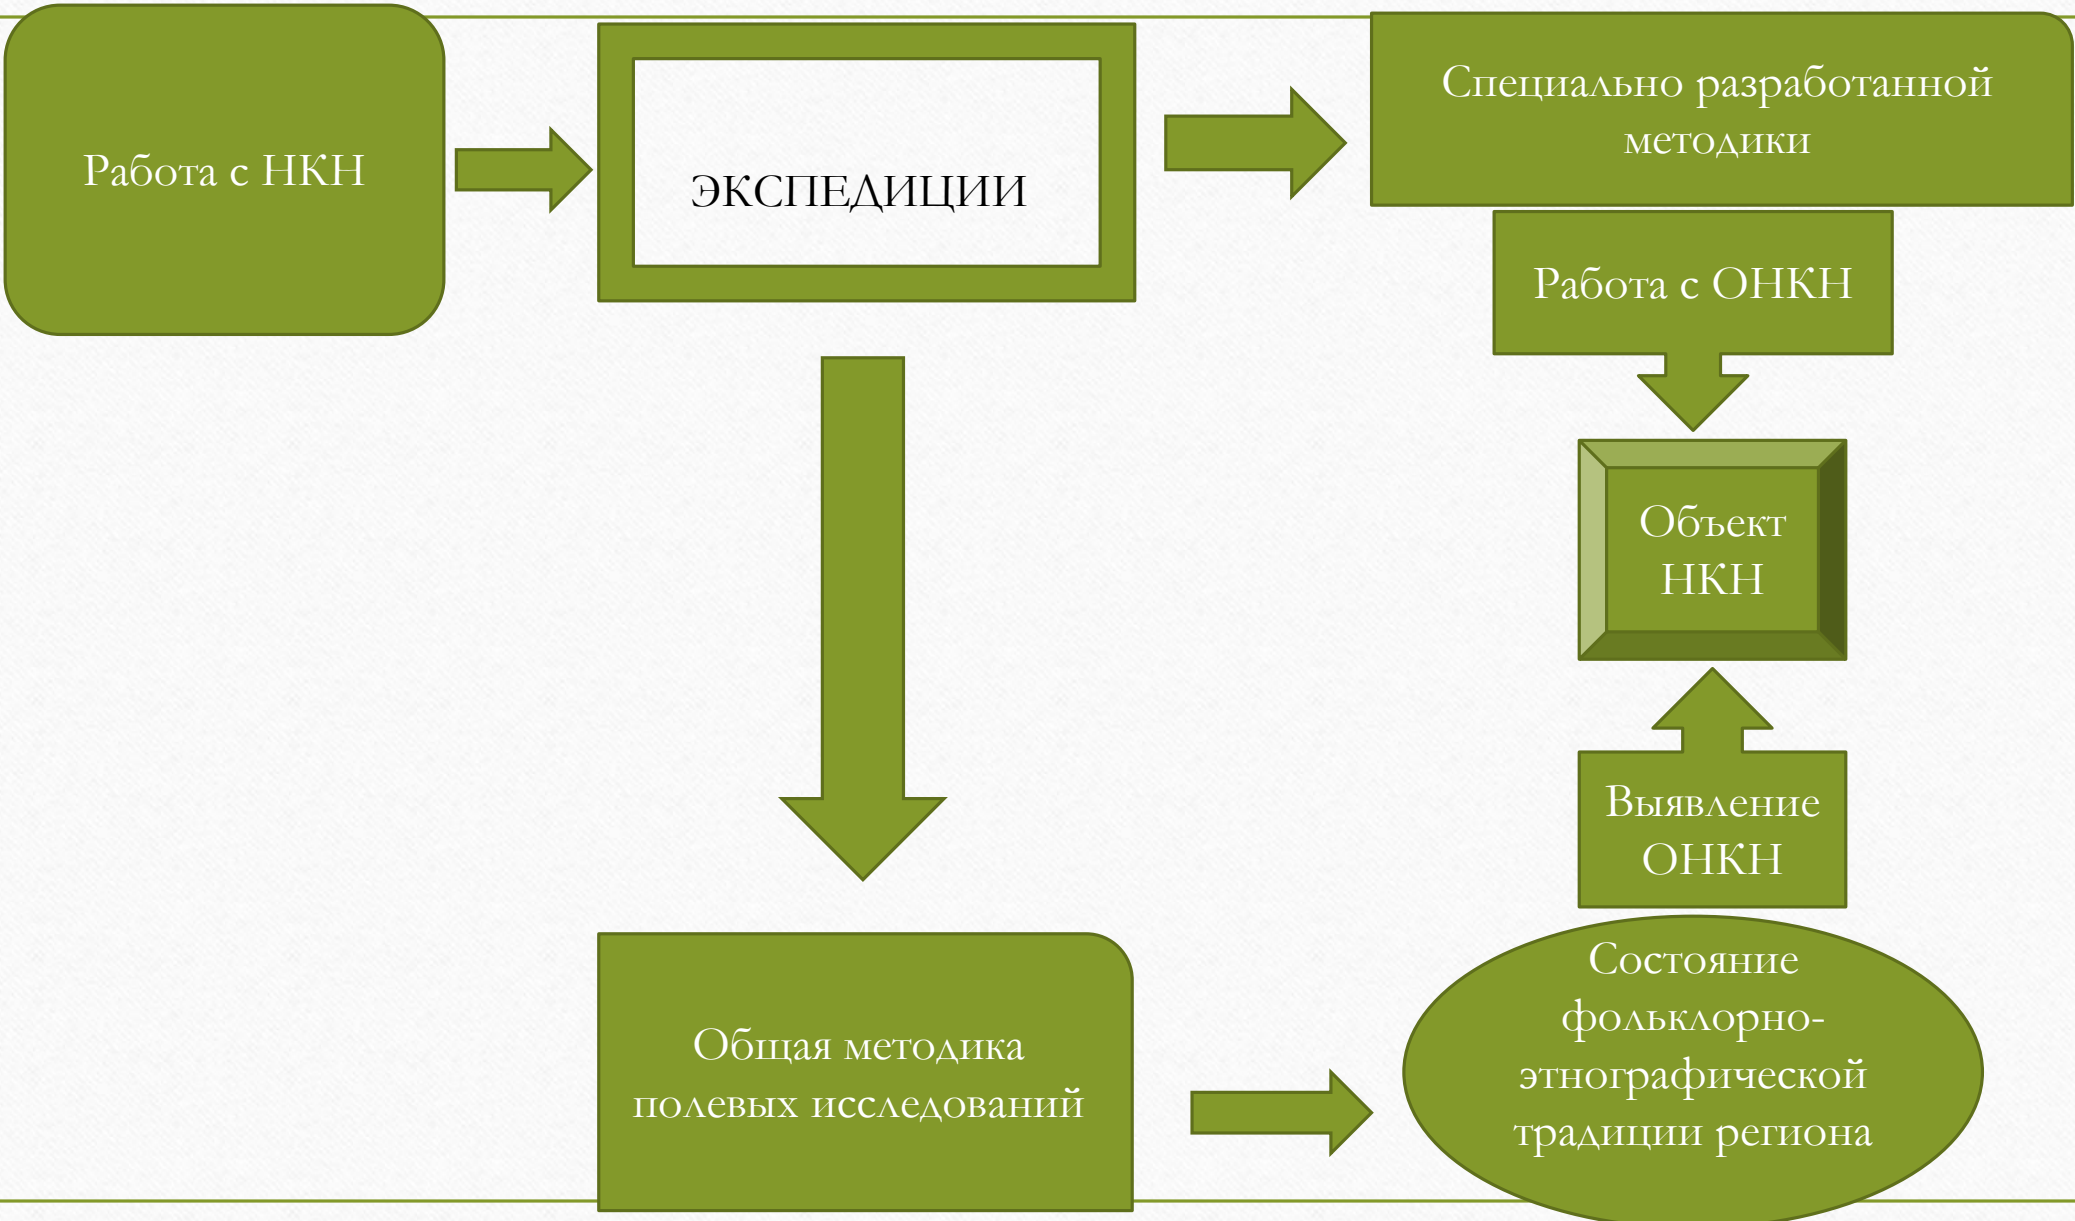 Работа с НКН
ЭКСПЕДИЦИИ
Специально разработанной
методики
Работа с ОНКН
Объект
НКН
Выявление
ОНКН
Состояние
фольклорно-
этнографической
традиции региона
Общая методика
полевых исследований